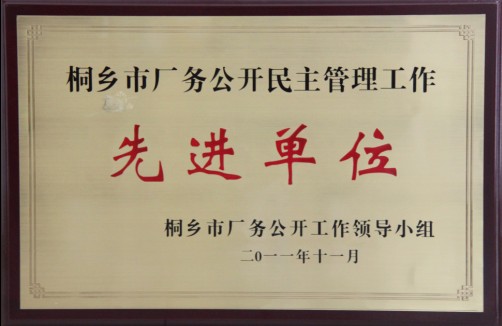 桐乡市厂务公开民主管理工作
先进单位
桐乡市厂务公开工作领导小组
二0一一年十一月